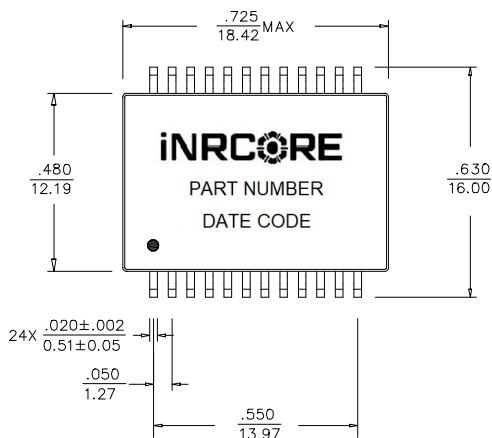 .725
18.42 MAX
iNRCORE
PART NUMBER
DATE CODE
.480
12.19
.630
16.00
24X .020±.002
0.51±0.05
.050
1.27
.550
13.97